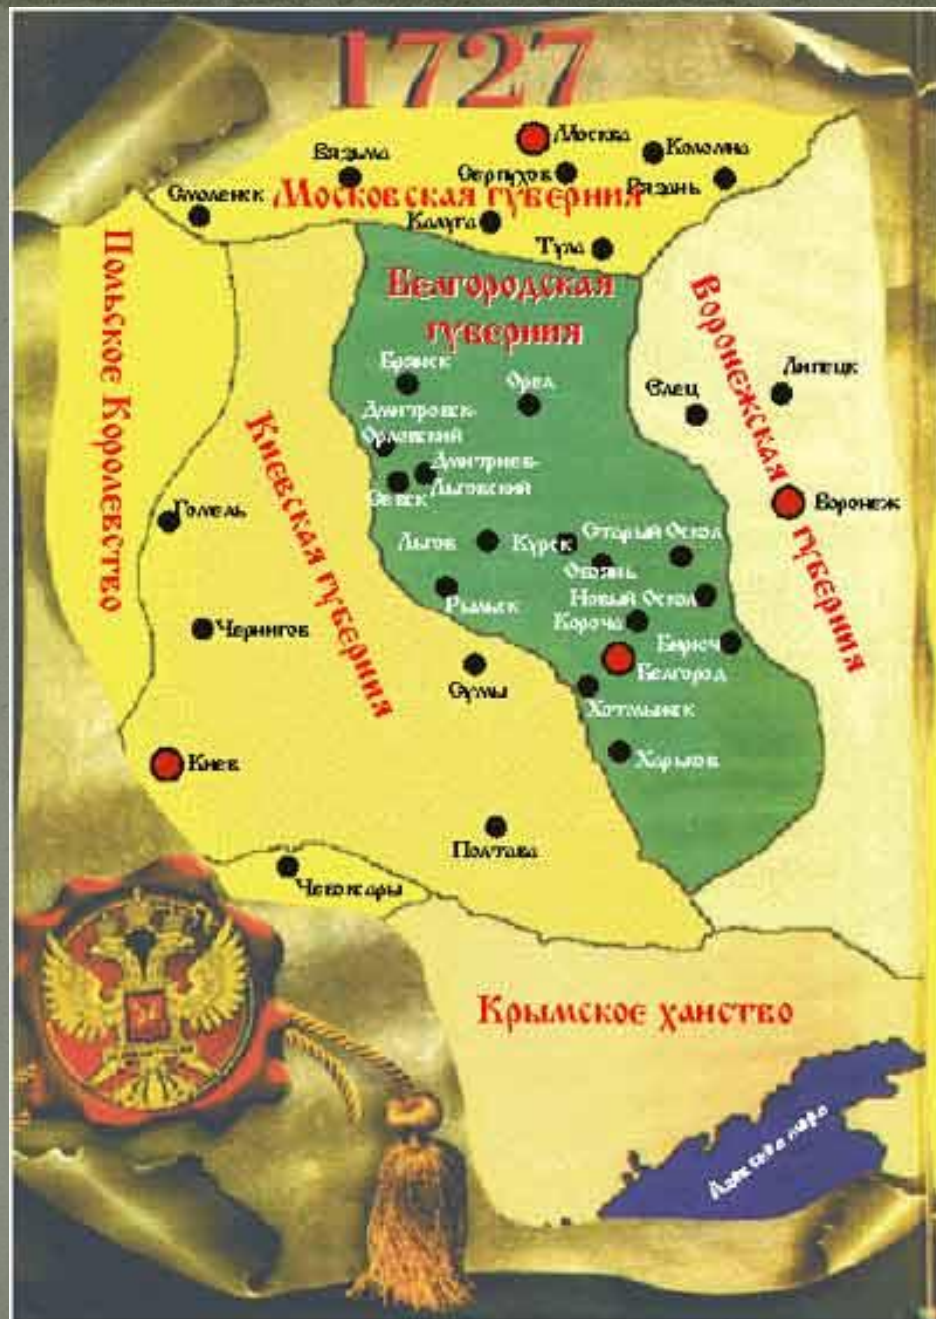 1727
Москва
Вязьма
Коломна
Серпухов
Смоленск
Рязань
Московская губерния
Калуга
Тула
Польское Королевство
Белгородская
губерния
Воронежская губерния
Брянск
Орел
Елец
Липецк
Дмитровск-
Орловский
Киевская губерния
Дмитриев-
Льговский
Севск
Гомель
Воронеж
Льгов
Курск
Старый Оскол
Обоянь
Рыльск
Новый Оскол
Короча
Чернигов
Бирюч
Белгород
Сумы
Хотмыжск
Киев
Харьков
Полтава
Чебоксары
Крымское ханство